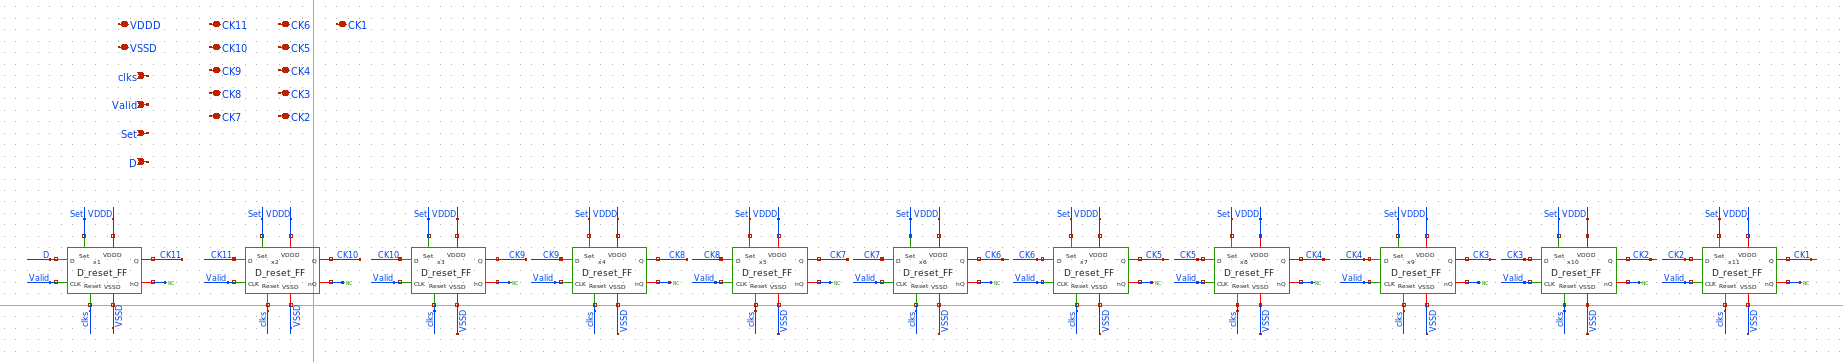 VDDD CK11 CK6 CK1
VSSD CK10 CK5
clks CK9 CK4
Valid CK8 CK3
Set CK7 CK2
D
Set VDDD Set VDDD Set VDDD Set VDDD Set VDDD Set VDDD Set VDDD Set VDDD Set VDDD Set VDDD Set VDDD
D Set VDDD CK11 CK11 Set VDDD CK10 CK10 Set VDDD CK9 CK9 Set VDDD CK8 CK8 Set VDDD CK7 CK7 Set VDDD CK6 CK6 Set VDDD CK5 CK5 Set VDDD CK4 CK4 Set VDDD CK3 CK3 Set VDDD CK2 CK2 Set VDDD CK1
D x1 Q D x2 Q D x3 Q D x4 Q D x5 Q D x6 Q D x7 Q D x8 Q D x9 Q D x10 Q D x11 Q
D_reset_FF D_reset_FF D_reset_FF D_reset_FF D_reset_FF D_reset_FF D_reset_FF D_reset_FF D_reset_FF D_reset_FF D_reset_FF
Valid CLK Reset VSSD nQ NC Valid CLK Reset VSSD nQ NC Valid CLK Reset VSSD nQ NC Valid CLK Reset VSSD nQ NC Valid CLK Reset VSSD nQ NC Valid CLK Reset VSSD nQ NC Valid CLK Reset VSSD nQ NC Valid CLK Reset VSSD nQ NC Valid CLK Reset VSSD nQ NC Valid CLK Reset VSSD nQ NC Valid CLK Reset VSSD nQ NC
clks VSSD clks VSSD clks VSSD clks VSSD clks VSSD clks VSSD clks VSSD clks VSSD clks VSSD clks VSSD clks VSSD